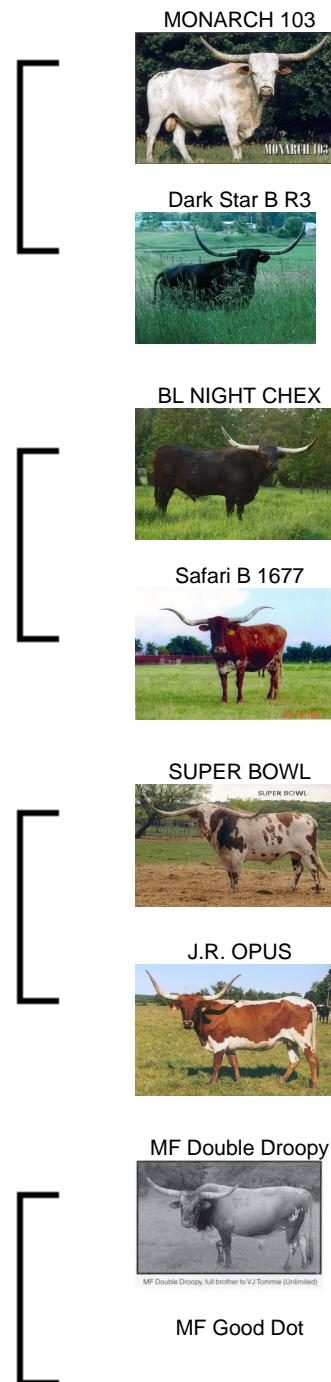 MONARCH 103
MONARCH 103
Dark Star B R3
BL NIGHT CHEX
Safari B 1677
SUPER BOWL
SUPER BOWL
J.R. OPUS
MF Double Droopy
MF Double Droopy, full brother to VJ Tommie (Unlimited)
MF Good Dot